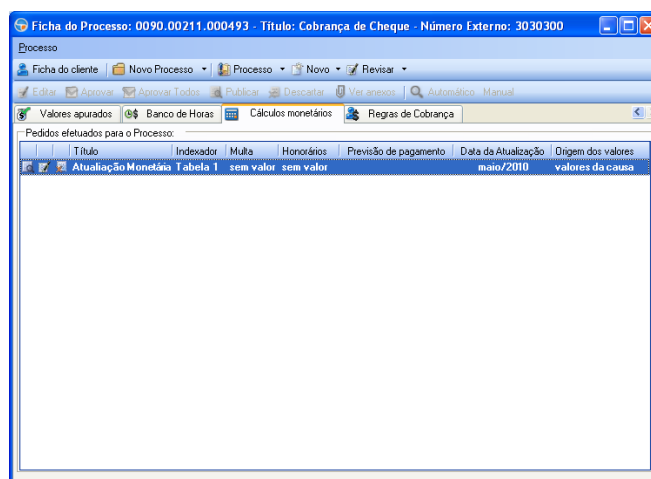 Ficha do Processo: 0090.00211.000493 - Título: Cobrança de Cheque - Número Externo: 3030300
Processo
Ficha do cliente Novo Processo Processo Novo Revisar
Editar Aprovar Aprovar Todos Publicar Descartar Ver anexos Automático Manual
Valores apurados Banco de Horas Cálculos monetários Regras de Cobrança
Pedidos efetuados para o Processo:
Título Indexador Multa Honorários Previsão de pagamento Data da Atualização Origem dos valores
Atualiação Monetária Tabela 1 sem valor sem valor maio/2010 valores da causa